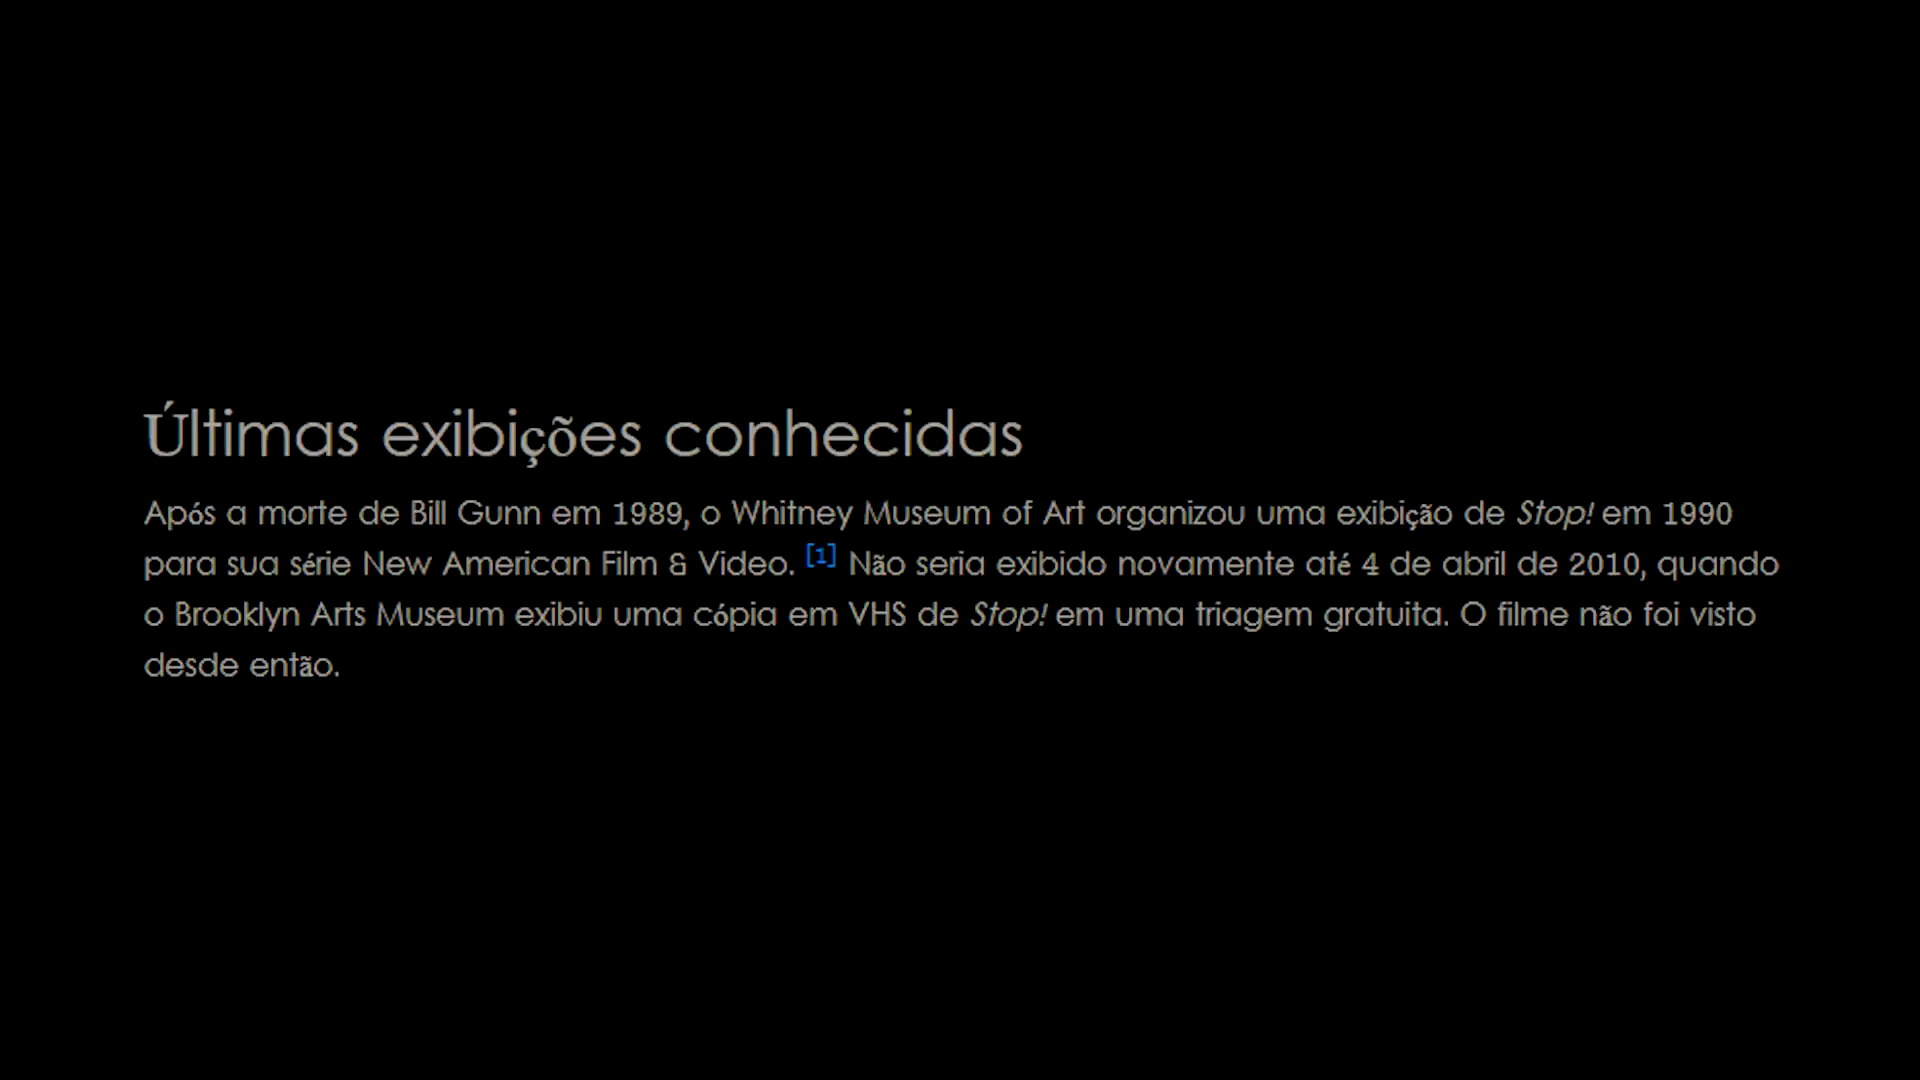 Últimas exibições conhecidas
Após a morte de Bill Gunn em 1989, o Whitney Museum of Art organizou uma exibição de Stop! em 1990
para sua série New American Film & Video. [1] Não seria exibido novamente até 4 de abril de 2010, quando
o Brooklyn Arts Museum exibiu uma cópia em VHS de Stop! em uma triagem gratuita. O filme não foi visto
desde então.